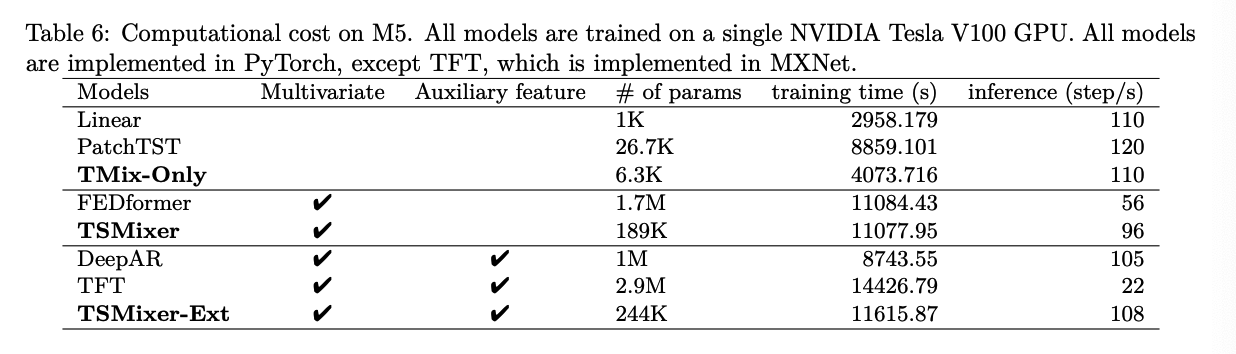 Table 6: Computational cost on M5. All models are trained on a single NVIDIA Tesla V100 GPU. All models
are implemented in PyTorch, except TFT, which is implemented in MXNet.
Models Multivariate Auxiliary feature # of params training time (s) inference (step/s)
Linear 1K 2958.179 110
PatchTST 26.7K 8859.101 120
TMix-Only 6.3K 4073.716 110
FEDformer ✔ 1.7M 11084.43 56
TSMixer ✔ 189K 11077.95 96
DeepAR ✔ ✔ 1M 8743.55 105
TFT ✔ ✔ 2.9M 14426.79 22
TSMixer-Ext ✔ ✔ 244K 11615.87 108